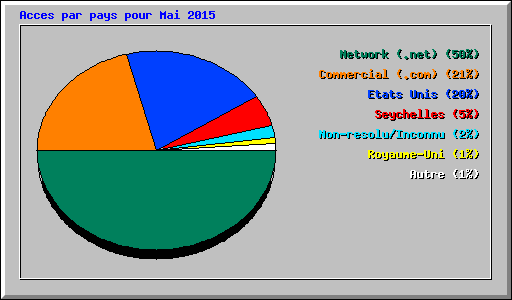 Acces par pays pour Mai 2015
Network (.net) (50%)
Commercial (.com) (21%)
Etats Unis (20%)
Seychelles (5%)
Non-resolu/Inconnu (2%)
Royaume-Uni (1%)
Autre (1%)